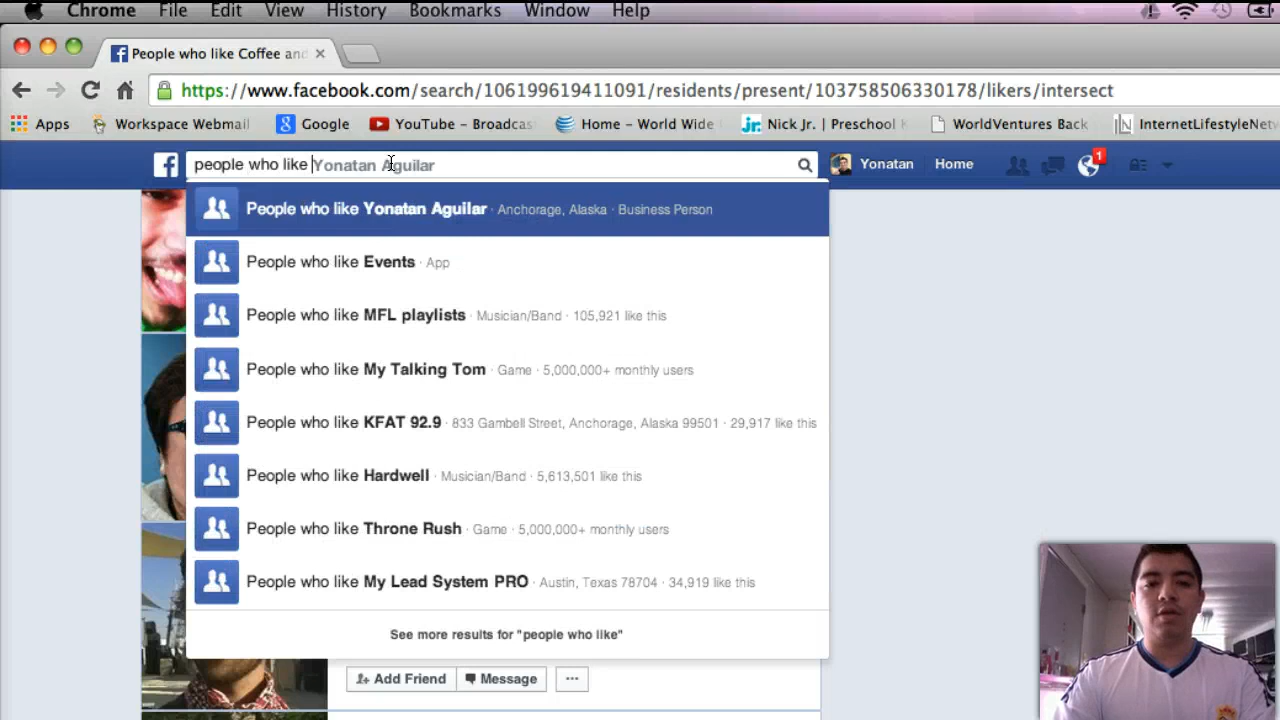 Chrome File Edit View History Bookmarks Window Help
People who like Coffee and
https://www.facebook.com/search/106199619411091/residents/present/103758506330178/likers/intersect
Apps Workspace Webmail Google YouTube - Broadcas Home - World Wide Nick Jr. | Preschool WorldVentures Back InternetLifestyleNet
people who like Yonatan Aguilar Yonatan Home 1
People who like Yonatan Aguilar · Anchorage, Alaska · Business Person
People who like Events · App
People who like MFL playlists · Musician/Band · 105,921 like this
People who like My Talking Tom · Game · 5,000,000+ monthly users
People who like KFAT 92.9 · 833 Gambell Street, Anchorage, Alaska 99501 · 29,917 like this
People who like Hardwell · Musician/Band · 5,613,501 like this
People who like Throne Rush · Game · 5,000,000+ monthly users
People who like My Lead System PRO · Austin, Texas 78704 · 34,919 like this
See more results for "people who like"
Add Friend Message ...